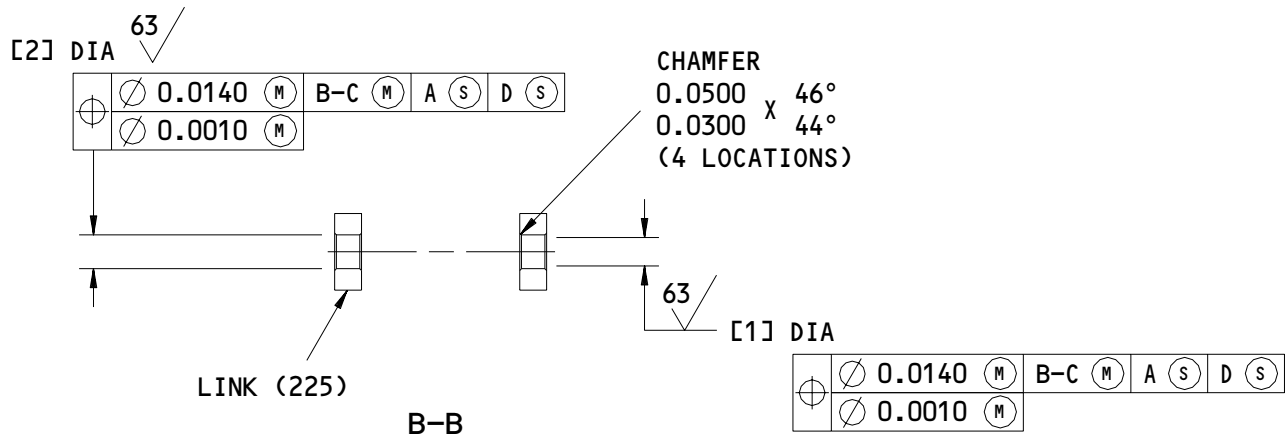 63
[2] DIA
⌖ ∅ 0.0140 Ⓜ B-C Ⓜ A Ⓢ D Ⓢ
∅ 0.0010 Ⓜ
CHAMFER
0.0500 X 46°
0.0300 44°
(4 LOCATIONS)
63
[1] DIA
LINK (225)
⌖ ∅ 0.0140 Ⓜ B-C Ⓜ A Ⓢ D Ⓢ
∅ 0.0010 Ⓜ
B-B